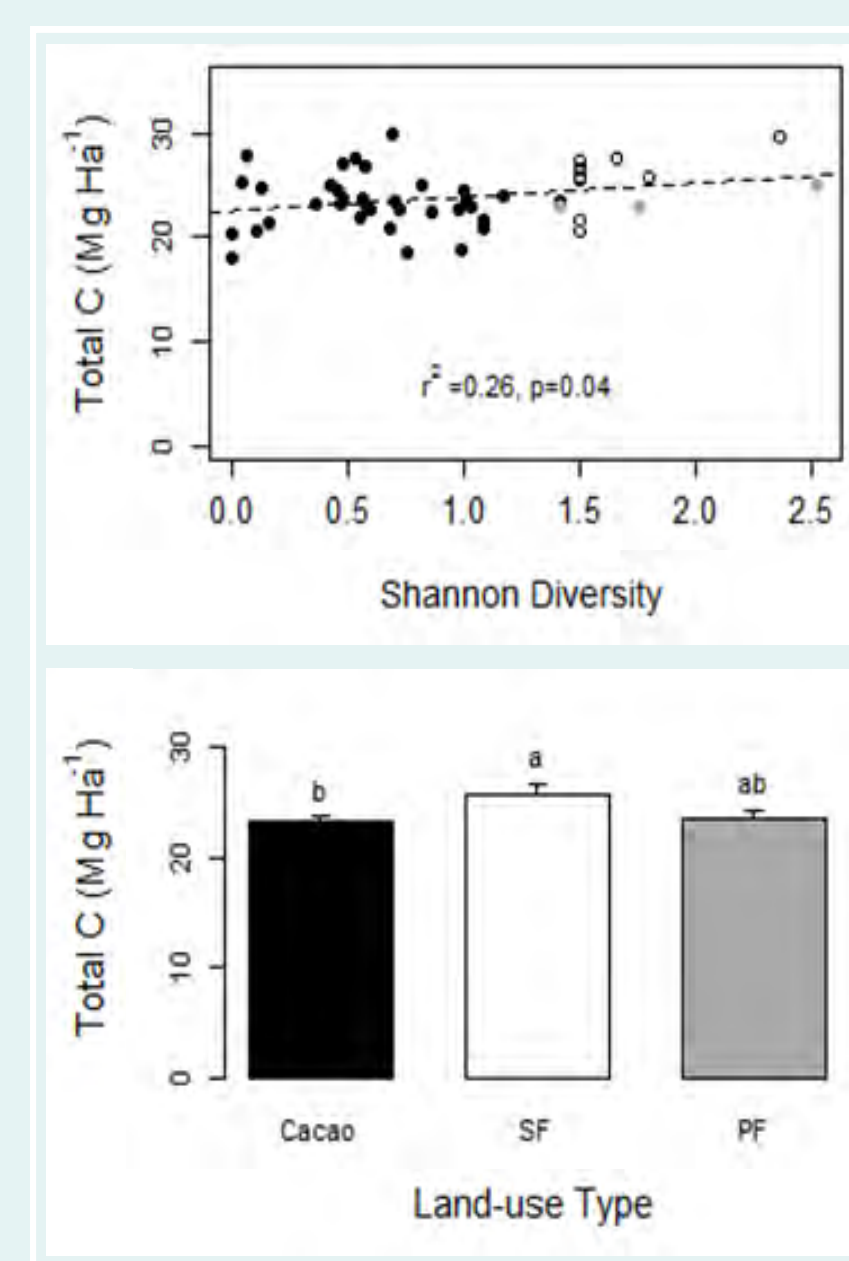 Total C (Mg Ha⁻¹)
30
20
10
0
r² =0.26, p=0.04
0.0 0.5 1.0 1.5 2.0 2.5
Shannon Diversity
Total C (Mg Ha⁻¹)
30
20
10
0
b a ab
Cacao SF PF
Land-use Type